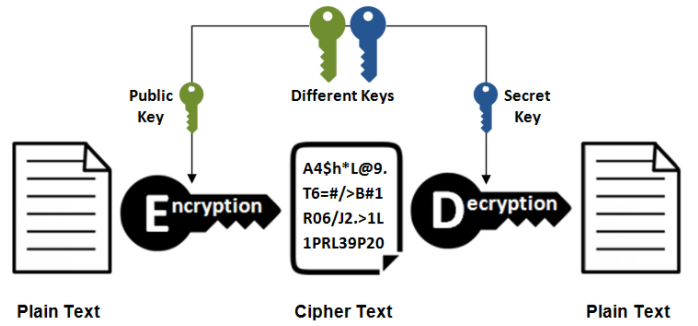 Public
Key
Different Keys
Secret
Key
Encryption
A4$h*L@9.
T6=#/>B#1
R06/J2.>1L
1PRL39P20
Decryption
Plain Text
Cipher Text
Plain Text